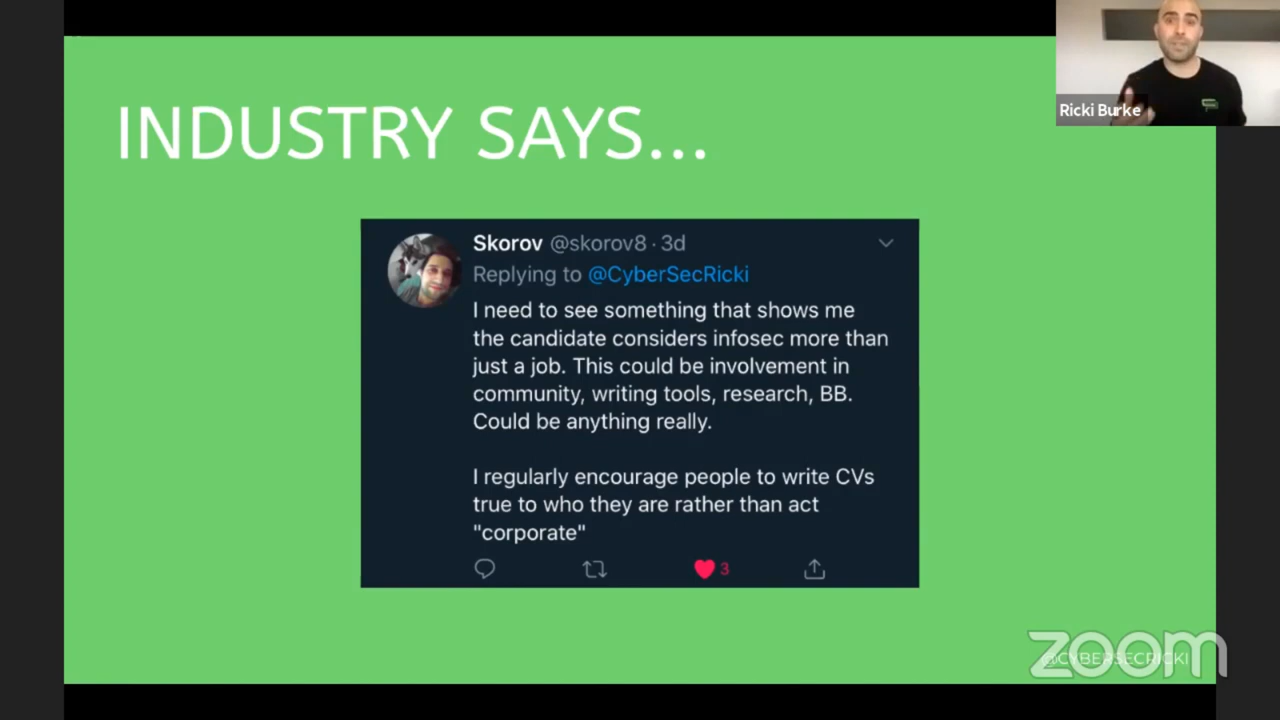 Ricki Burke
INDUSTRY SAYS...
Skorov @skorov8 · 3d
Replying to @CyberSecRicki
I need to see something that shows me
the candidate considers infosec more than
just a job. This could be involvement in
community, writing tools, research, BB.
Could be anything really.
I regularly encourage people to write CVs
true to who they are rather than act
"corporate"
3
@CYBERSECRICKI
zoom